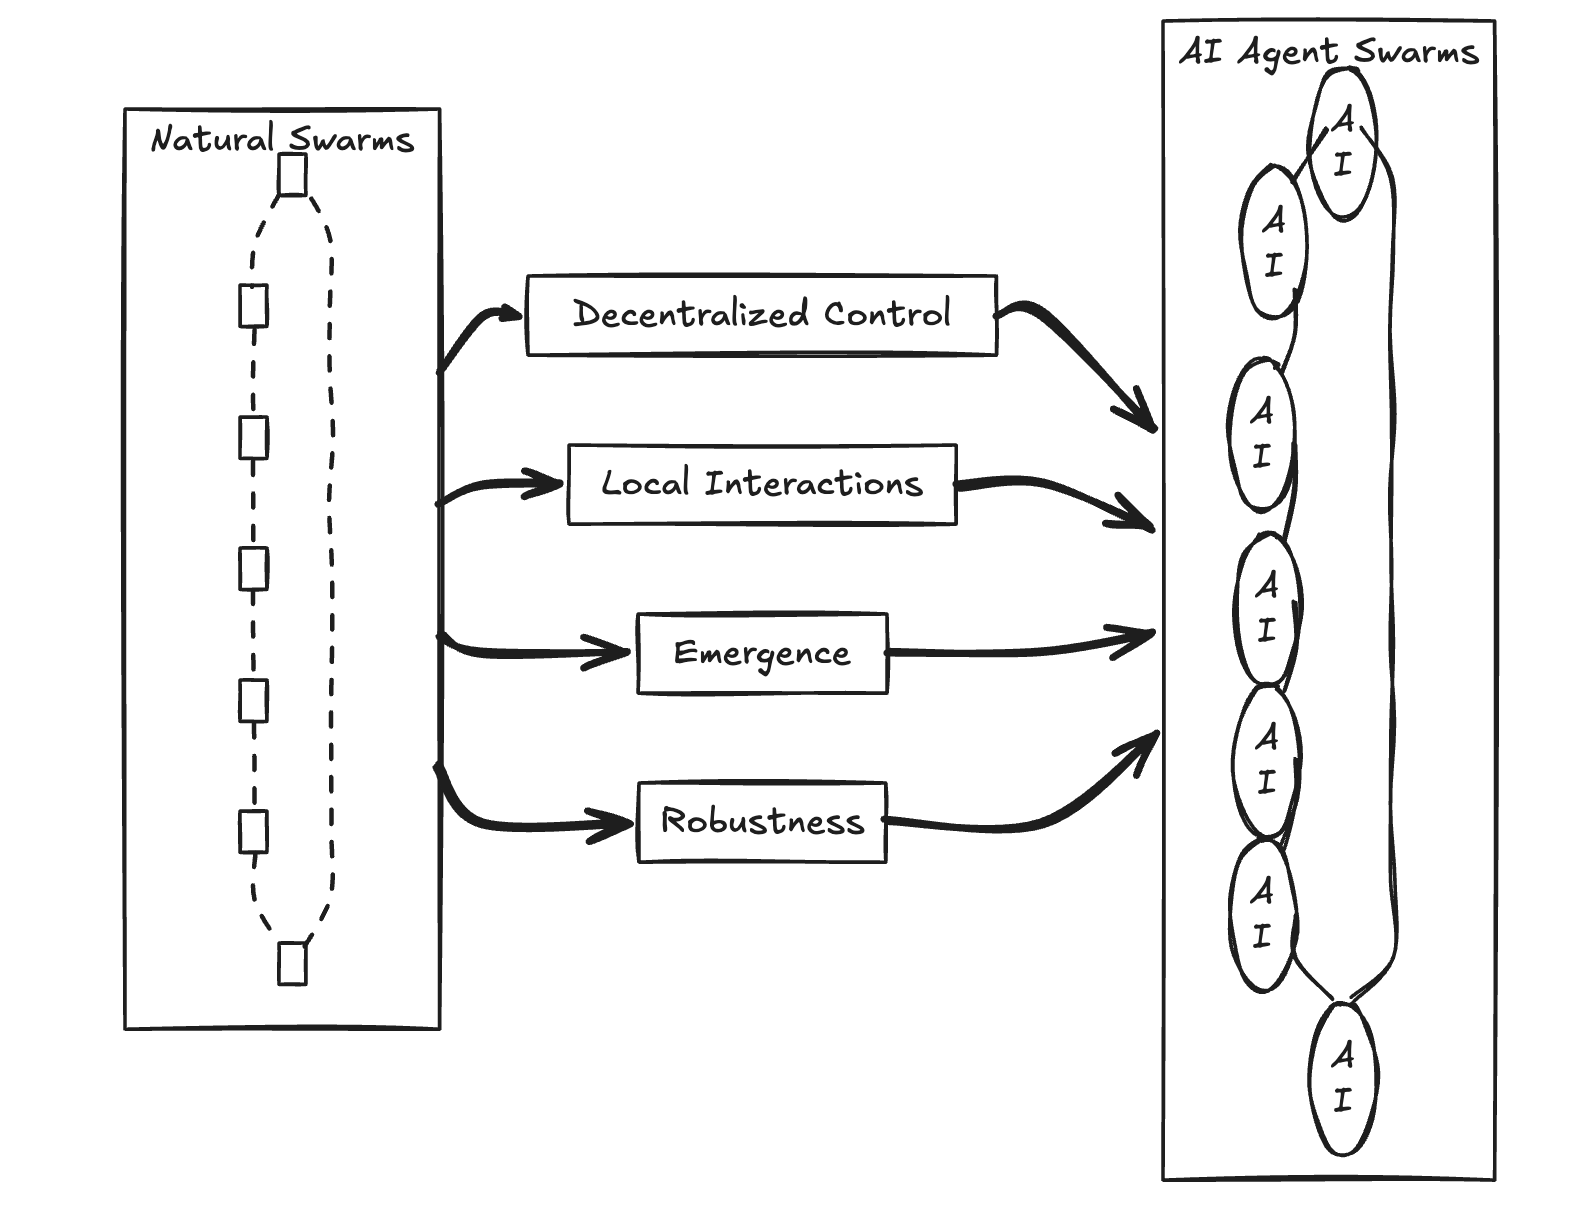 Natural Swarms
Decentralized Control
Local Interactions
Emergence
Robustness
AI Agent Swarms
A
I
A
I
A
I
A
I
A
I
A
I
A
I